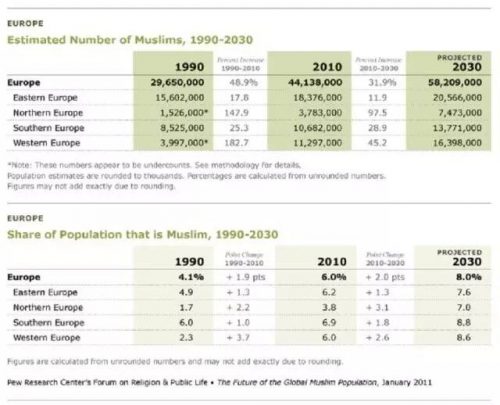 EUROPE
Estimated Number of Muslims, 1990-2030
1990 Percent Increase 1990-2010 2010 Percent Increase 2010-2030 PROJECTED 2030
Europe 29,650,000 48.9% 44,138,000 31.9% 58,209,000
Eastern Europe 15,602,000 17.8 18,376,000 11.9 20,566,000
Northern Europe 1,526,000* 147.9 3,783,000 97.5 7,473,000
Southern Europe 8,525,000 25.3 10,682,000 28.9 13,771,000
Western Europe 3,997,000* 182.7 11,297,000 45.2 16,398,000
*Note: These numbers appear to be undercounts. See methodology for details.
Population estimates are rounded to thousands. Percentages are calculated from unrounded numbers.
Figures may not add exactly due to rounding.
EUROPE
Share of Population that is Muslim, 1990-2030
1990 Point Change 1990-2010 2010 Point Change 2010-2030 PROJECTED 2030
Europe 4.1% + 1.9 pts 6.0% + 2.0 pts 8.0%
Eastern Europe 4.9 + 1.3 6.2 + 1.3 7.6
Northern Europe 1.7 + 2.2 3.8 + 3.1 7.0
Southern Europe 6.0 + 1.0 6.9 + 1.8 8.8
Western Europe 2.3 + 3.7 6.0 + 2.6 8.6
Figures are calculated from unrounded numbers and may not add exactly due to rounding.
Pew Research Center's Forum on Religion & Public Life • The Future of the Global Muslim Population, January 2011